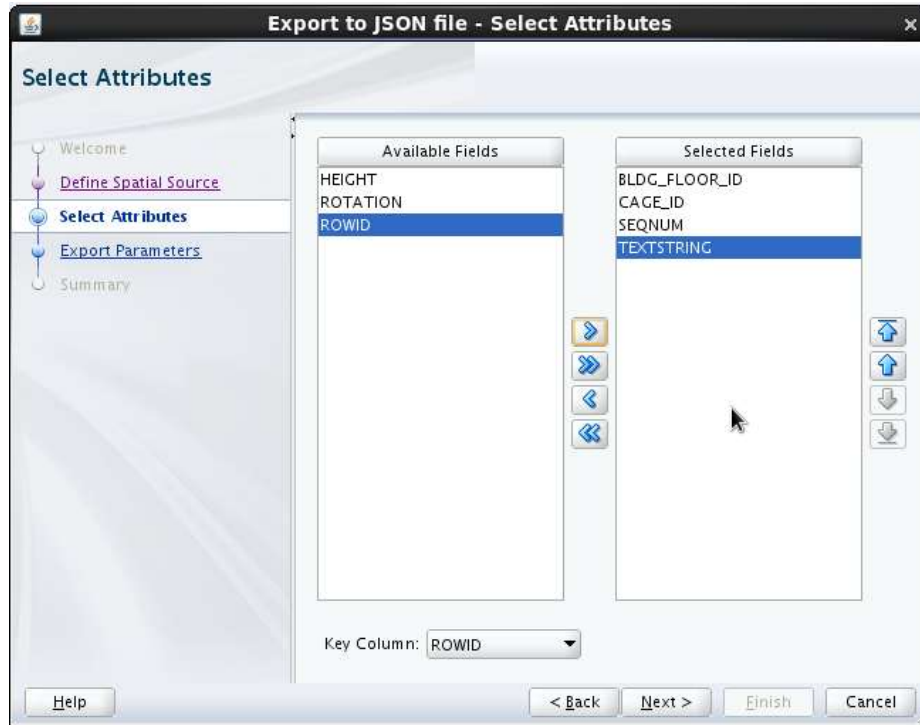 Export to JSON file - Select Attributes
Select Attributes
Welcome
Define Spatial Source
Select Attributes
Export Parameters
Summary
Available Fields
HEIGHT
ROTATION
ROWID
Selected Fields
BLDG_FLOOR_ID
CAGE_ID
SEQNUM
TEXTSTRING
Key Column: ROWID
Help
< Back
Next >
Finish
Cancel